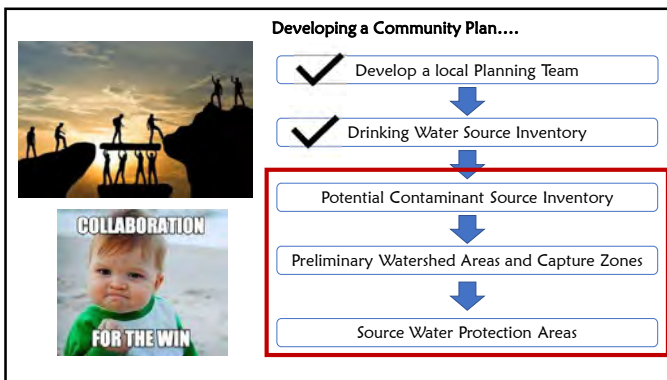 Developing a Community Plan....
Develop a local Planning Team
Drinking Water Source Inventory
Potential Contaminant Source Inventory
Preliminary Watershed Areas and Capture Zones
Source Water Protection Areas
COLLABORATION
FOR THE WIN